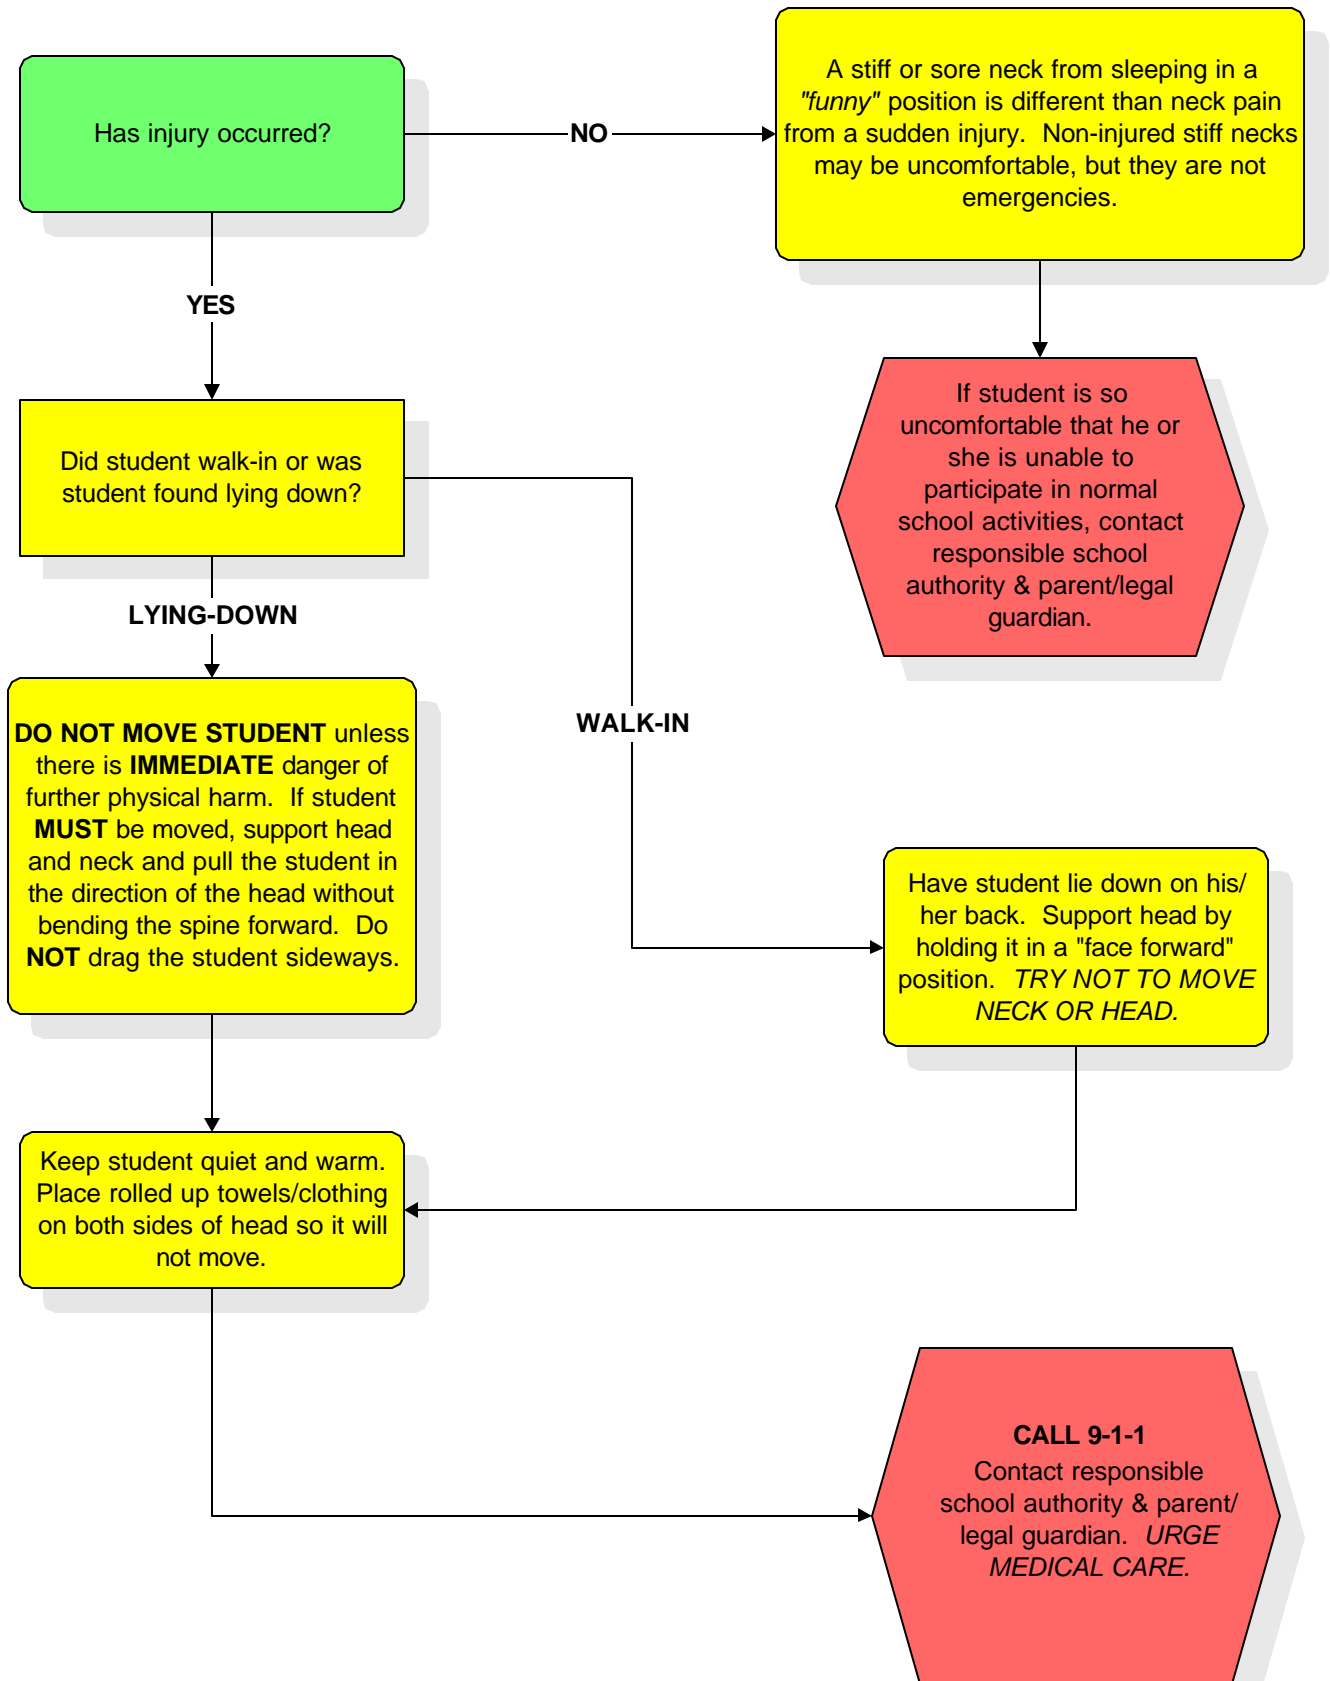 Has injury occurred?
NO
A stiff or sore neck from sleeping in a
"funny" position is different than neck pain
from a sudden injury.  Non-injured stiff necks
may be uncomfortable, but they are not
emergencies.
YES
If student is so
uncomfortable that he or
she is unable to
participate in normal
school activities, contact
responsible school
authority & parent/legal
guardian.
Did student walk-in or was
student found lying down?
LYING-DOWN
WALK-IN
DO NOT MOVE STUDENT unless
there is IMMEDIATE danger of
further physical harm.  If student
MUST be moved, support head
and neck and pull the student in
the direction of the head without
bending the spine forward.  Do
NOT drag the student sideways.
Have student lie down on his/
her back.  Support head by
holding it in a "face forward"
position.  TRY NOT TO MOVE
NECK OR HEAD.
Keep student quiet and warm.
Place rolled up towels/clothing
on both sides of head so it will
not move.
CALL 9-1-1
Contact responsible
school authority & parent/
legal guardian.  URGE
MEDICAL CARE.